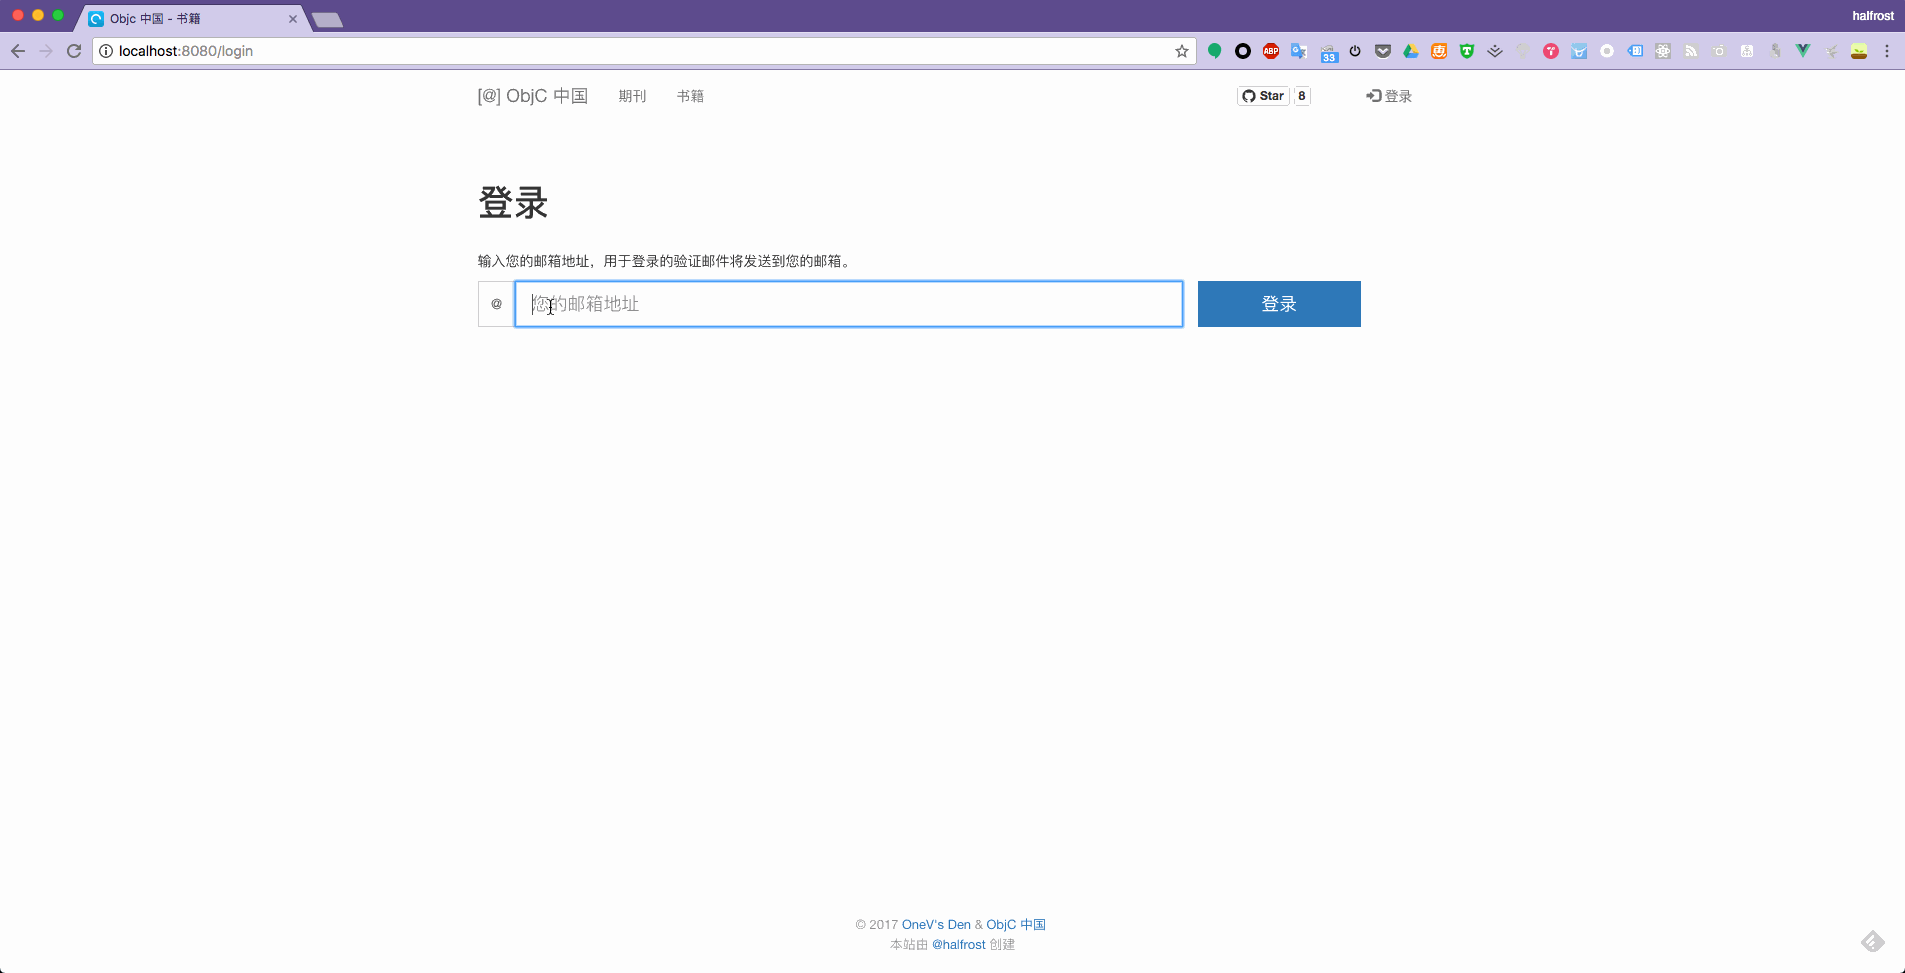 Objc 中国 - 书籍
halfrost
localhost:8080/login
ABP
33
[@] ObjC 中国 期刊 书籍 Star 8 登录
登录
输入您的邮箱地址，用于登录的验证邮件将发送到您的邮箱。
@ 您的邮箱地址 登录
© 2017 OneV's Den & ObjC 中国
本站由 @halfrost 创建